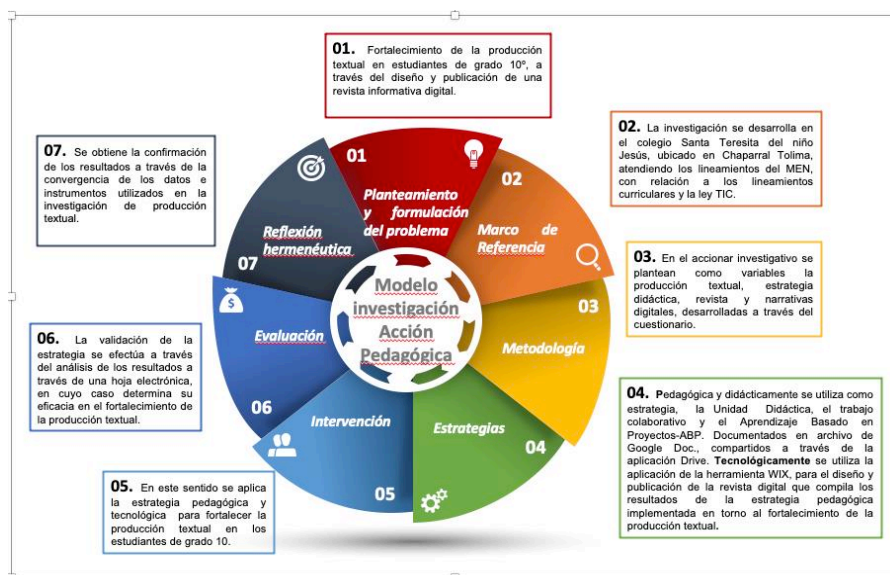 01. Fortalecimiento de la producción
textual en estudiantes de grado 10º, a
través del diseño y publicación de una
revista informativa digital.
02. La investigación se desarrolla en
el colegio Santa Teresita del niño
Jesús, ubicado en Chaparral Tolima,
atendiendo los lineamientos del MEN,
con relación a los lineamientos
curriculares y la ley TIC.
03. En el accionar investigativo se
plantean como variables la
producción textual, estrategia
didáctica, revista y narrativas
digitales, desarrolladas a través del
cuestionario.
04. Pedagógica y didácticamente se utiliza como
estrategia, la Unidad Didáctica, el trabajo
colaborativo y el Aprendizaje Basado en
Proyectos-ABP. Documentados en archivo de
Google Doc., compartidos a través de la
aplicación Drive. Tecnológicamente se utiliza la
aplicación de la herramienta WIX, para el diseño y
publicación de la revista digital que compila los
resultados de la estrategia pedagógica
implementada en torno al fortalecimiento de la
producción textual.
05. En este sentido se aplica
la estrategia pedagógica y
tecnológica para fortalecer la
producción textual en los
estudiantes de grado 10.
06. La validación de la
estrategia se efectúa a través
del análisis de los resultados a
través de una hoja electrónica,
en cuyo caso determina su
eficacia en el fortalecimiento de
la producción textual.
07. Se obtiene la confirmación
de los resultados a través de la
convergencia de los datos e
instrumentos utilizados en la
investigación de producción
textual.
01
Planteamiento
y formulación
del problema
02
Marco de
Referencia
03
Metodología
Estrategias
04
Intervención
05
Evaluación
06
Reflexión
hermenéutica
07
Modelo
investigación
Acción
Pedagógica
$